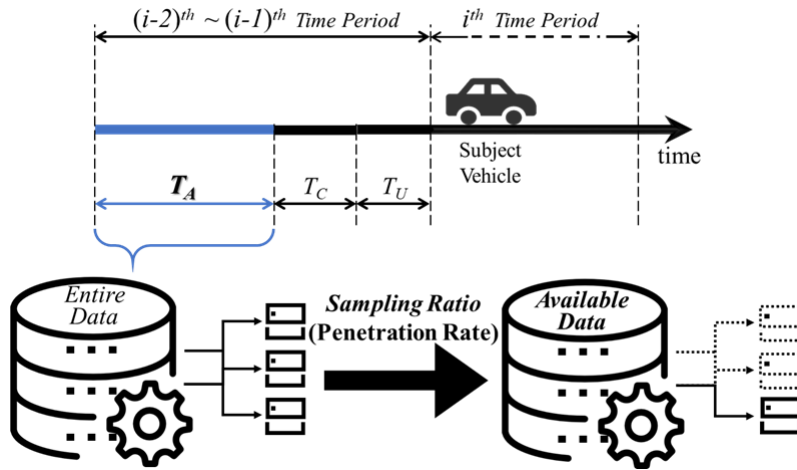 (i-2)th ~ (i-1)th Time Period
ith Time Period
Subject
Vehicle
time
TA
TC
TU
Entire
Data
Sampling Ratio
(Penetration Rate)
Available
Data